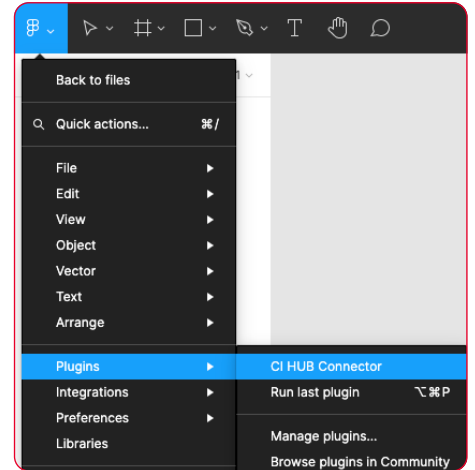 T
1
Back to files
Quick actions... ⌘/
File
Edit
View
Object
Vector
Text
Arrange
Plugins
CI HUB Connector
Integrations
Run last plugin ⌥⌘P
Preferences
Libraries
Manage plugins...
Browse plugins in Community